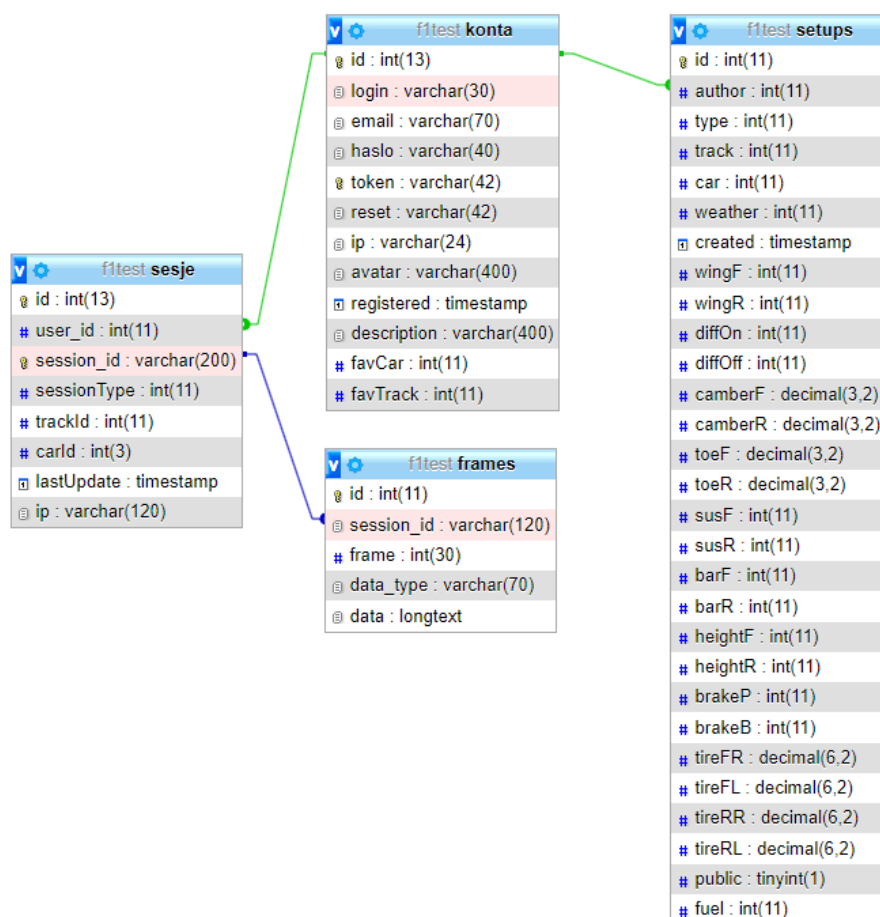 f1test sesje
id : int(13)
user_id : int(11)
session_id : varchar(200)
sessionType : int(11)
trackId : int(11)
carId : int(3)
lastUpdate : timestamp
ip : varchar(120)
f1test konta
id : int(13)
login : varchar(30)
email : varchar(70)
haslo : varchar(40)
token : varchar(42)
reset : varchar(42)
ip : varchar(24)
avatar : varchar(400)
registered : timestamp
description : varchar(400)
favCar : int(11)
favTrack : int(11)
f1test frames
id : int(11)
session_id : varchar(120)
frame : int(30)
data_type : varchar(70)
data : longtext
f1test setups
id : int(11)
author : int(11)
type : int(11)
track : int(11)
car : int(11)
weather : int(11)
created : timestamp
wingF : int(11)
wingR : int(11)
diffOn : int(11)
diffOff : int(11)
camberF : decimal(3,2)
camberR : decimal(3,2)
toeF : decimal(3,2)
toeR : decimal(3,2)
susF : int(11)
susR : int(11)
barF : int(11)
barR : int(11)
heightF : int(11)
heightR : int(11)
brakeP : int(11)
brakeB : int(11)
tireFR : decimal(6,2)
tireFL : decimal(6,2)
tireRR : decimal(6,2)
tireRL : decimal(6,2)
public : tinyint(1)
fuel : int(11)